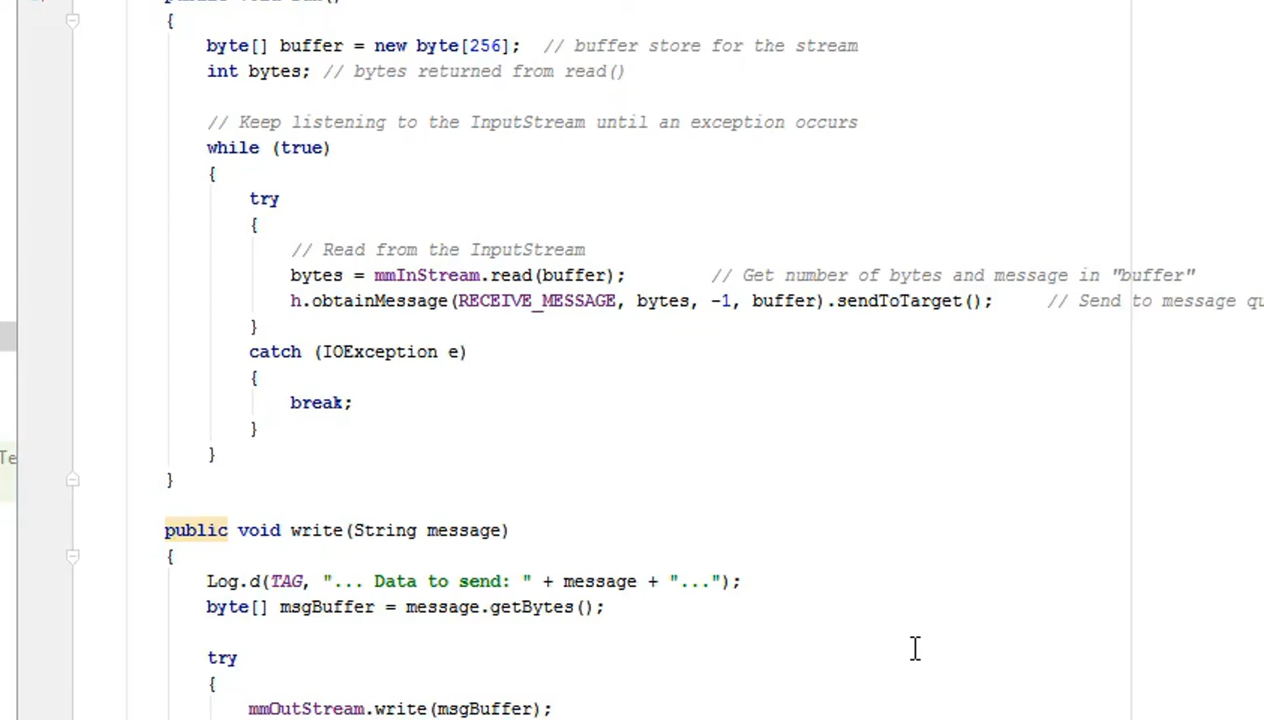 {
byte[] buffer = new byte[256];  // buffer store for the stream
int bytes; // bytes returned from read()
// Keep listening to the InputStream until an exception occurs
while (true)
{
try
{
// Read from the InputStream
bytes = mmInStream.read(buffer);        // Get number of bytes and message in "buffer"
h.obtainMessage(RECEIVE_MESSAGE, bytes, -1, buffer).sendToTarget();     // Send to message qu
}
catch (IOException e)
{
break;
}
}
}
Te
public void write(String message)
{
Log.d(TAG, "... Data to send: " + message + "...");
byte[] msgBuffer = message.getBytes();
try
{
mmOutStream.write(msgBuffer);